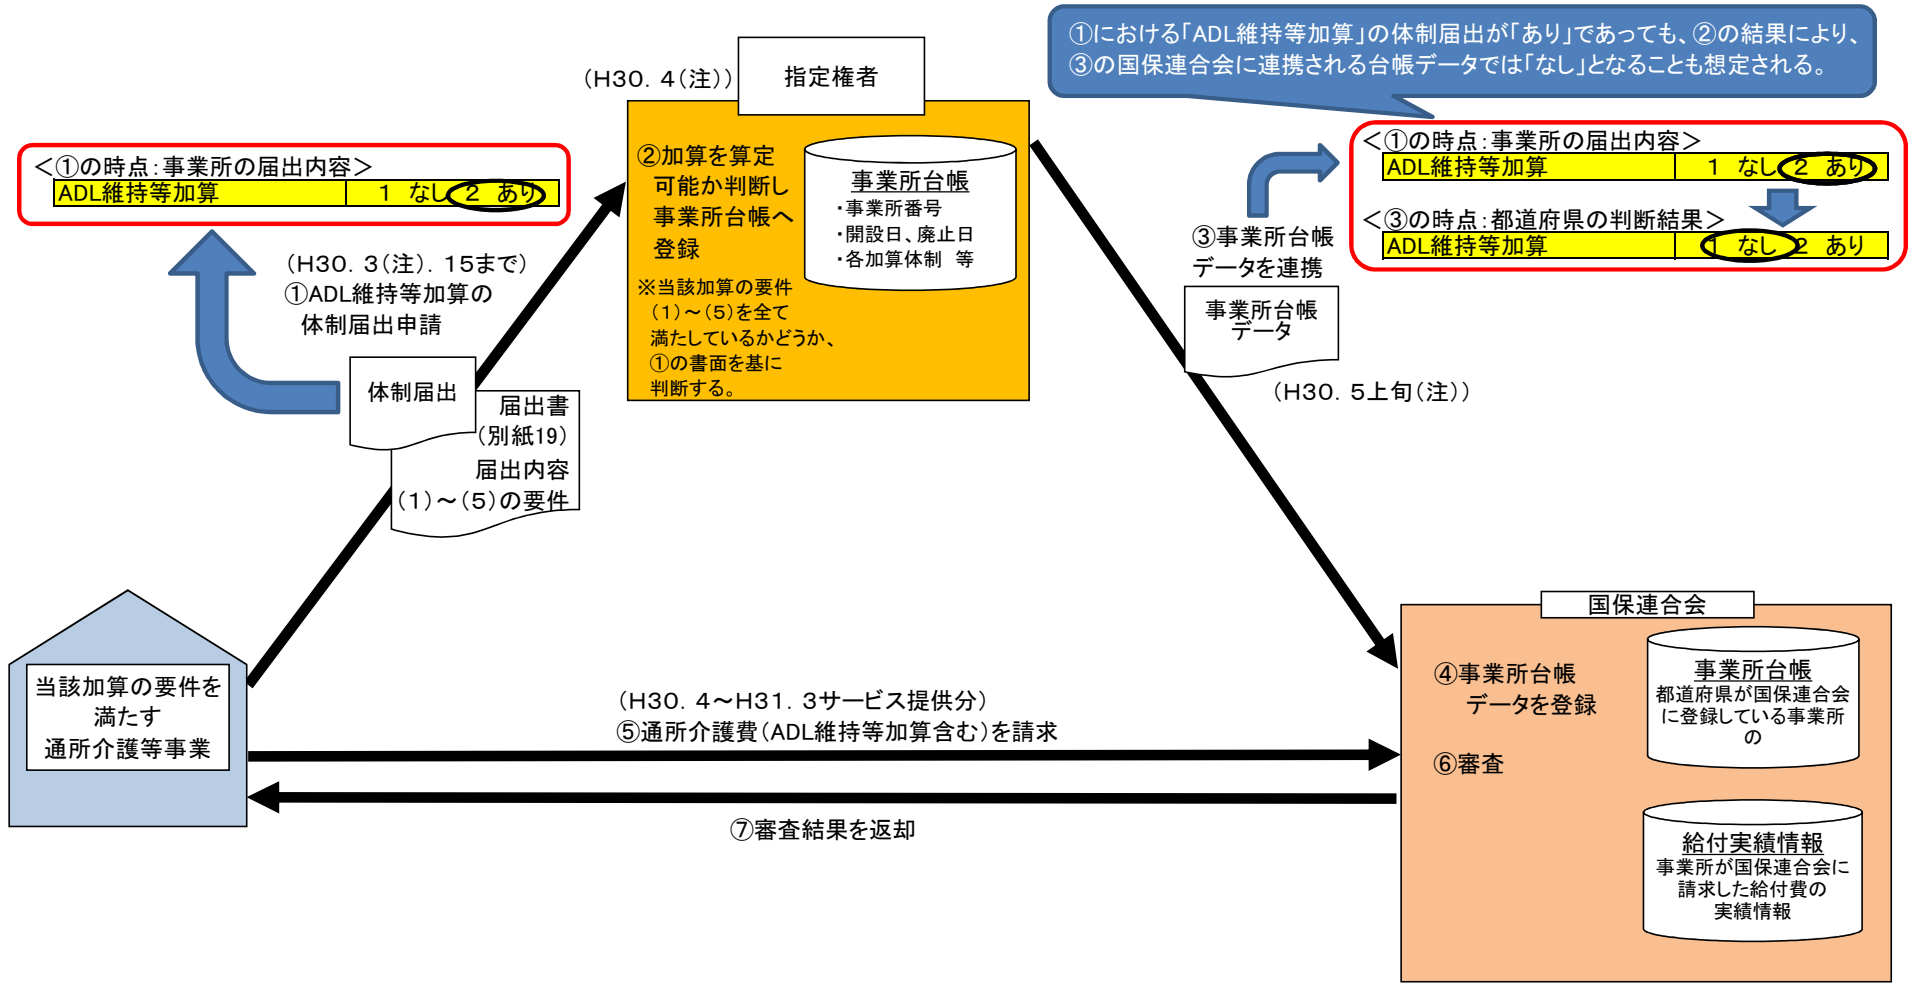 ①における「ADL維持等加算」の体制届出が「あり」であっても、②の結果により、
③の国保連合会に連携される台帳データでは「なし」となることも想定される。
(H30．4(注))
指定権者
②加算を算定
可能か判断し
事業所台帳へ
登録
※当該加算の要件
(1)～(5)を全て
満たしているかどうか、
①の書面を基に
判断する。
事業所台帳
・事業所番号
・開設日、廃止日
・各加算体制 等
＜①の時点：事業所の届出内容＞
ADL維持等加算 1 なし 2 あり
(H30．3(注)．15まで)
①ADL維持等加算の
体制届出申請
体制届出
届出書
(別紙19)
届出内容
(1)～(5)の要件
＜①の時点：事業所の届出内容＞
ADL維持等加算 1 なし 2 あり
＜③の時点：都道府県の判断結果＞
ADL維持等加算 1 なし 2 あり
③事業所台帳
データを連携
事業所台帳
データ
(H30．5上旬(注))
当該加算の要件を
満たす
通所介護等事業
(H30．4～H31．3サービス提供分)
⑤通所介護費(ADL維持等加算含む)を請求
⑦審査結果を返却
国保連合会
④事業所台帳
データを登録
⑥審査
事業所台帳
都道府県が国保連合会
に登録している事業所
の
給付実績情報
事業所が国保連合会に
請求した給付費の
実績情報